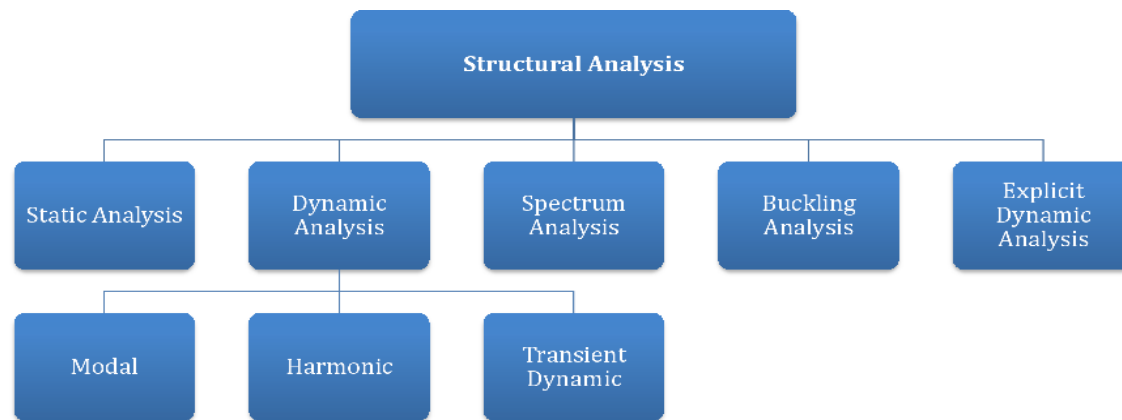 Structural Analysis
Static Analysis
Dynamic
Analysis
Spectrum
Analysis
Buckling
Analysis
Explicit
Dynamic
Analysis
Modal
Harmonic
Transient
Dynamic